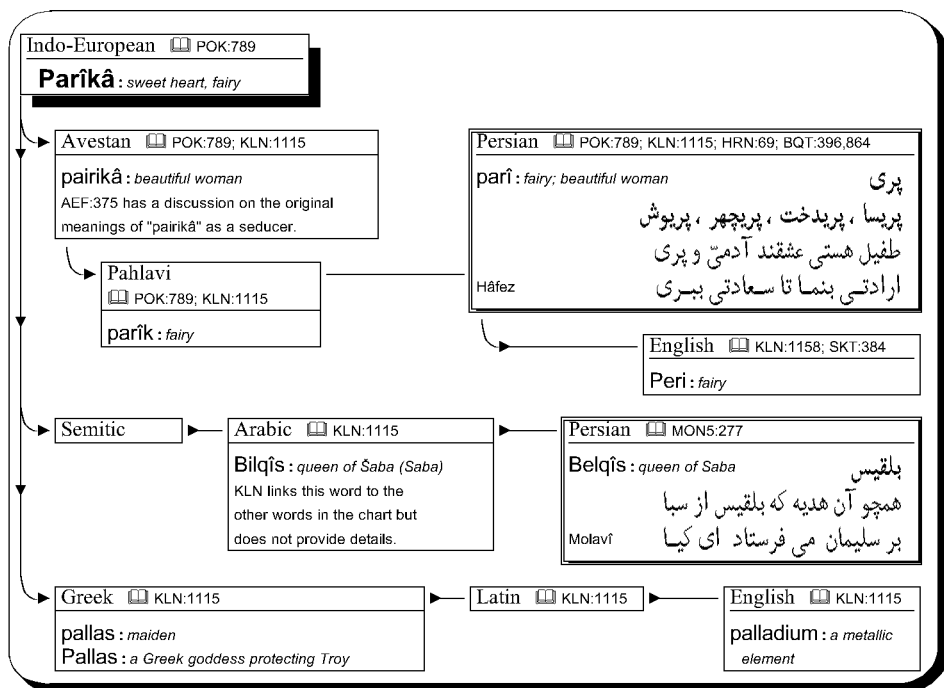 Indo-European POK:789
Parîkâ : sweet heart, fairy
Avestan POK:789; KLN:1115
pairikâ : beautiful woman
AEF:375 has a discussion on the original
meanings of "pairikâ" as a seducer.
Pahlavi
POK:789; KLN:1115
parîk : fairy
Persian POK:789; KLN:1115; HRN:69; BQT:396,864
parî : fairy; beautiful woman پری
پریسا ، پریدخت ، پریچهر ، پریوش
طفیل هستی عشقند آدمیّ و پری
Hâfez ارادتـی بنمـا تا سـعادتی ببـری
English KLN:1158; SKT:384
Peri : fairy
Semitic
Arabic KLN:1115
Bilqîs : queen of Šaba (Saba)
KLN links this word to the
other words in the chart but
does not provide details.
Persian MON5:277
Belqîs : queen of Saba بلقیس
همچو آن هدیه که بلقیس از سبا
Molavî بر سلیمان می فرستاد ای کیـا
Greek KLN:1115
pallas : maiden
Pallas : a Greek goddess protecting Troy
Latin KLN:1115
English KLN:1115
palladium : a metallic
element